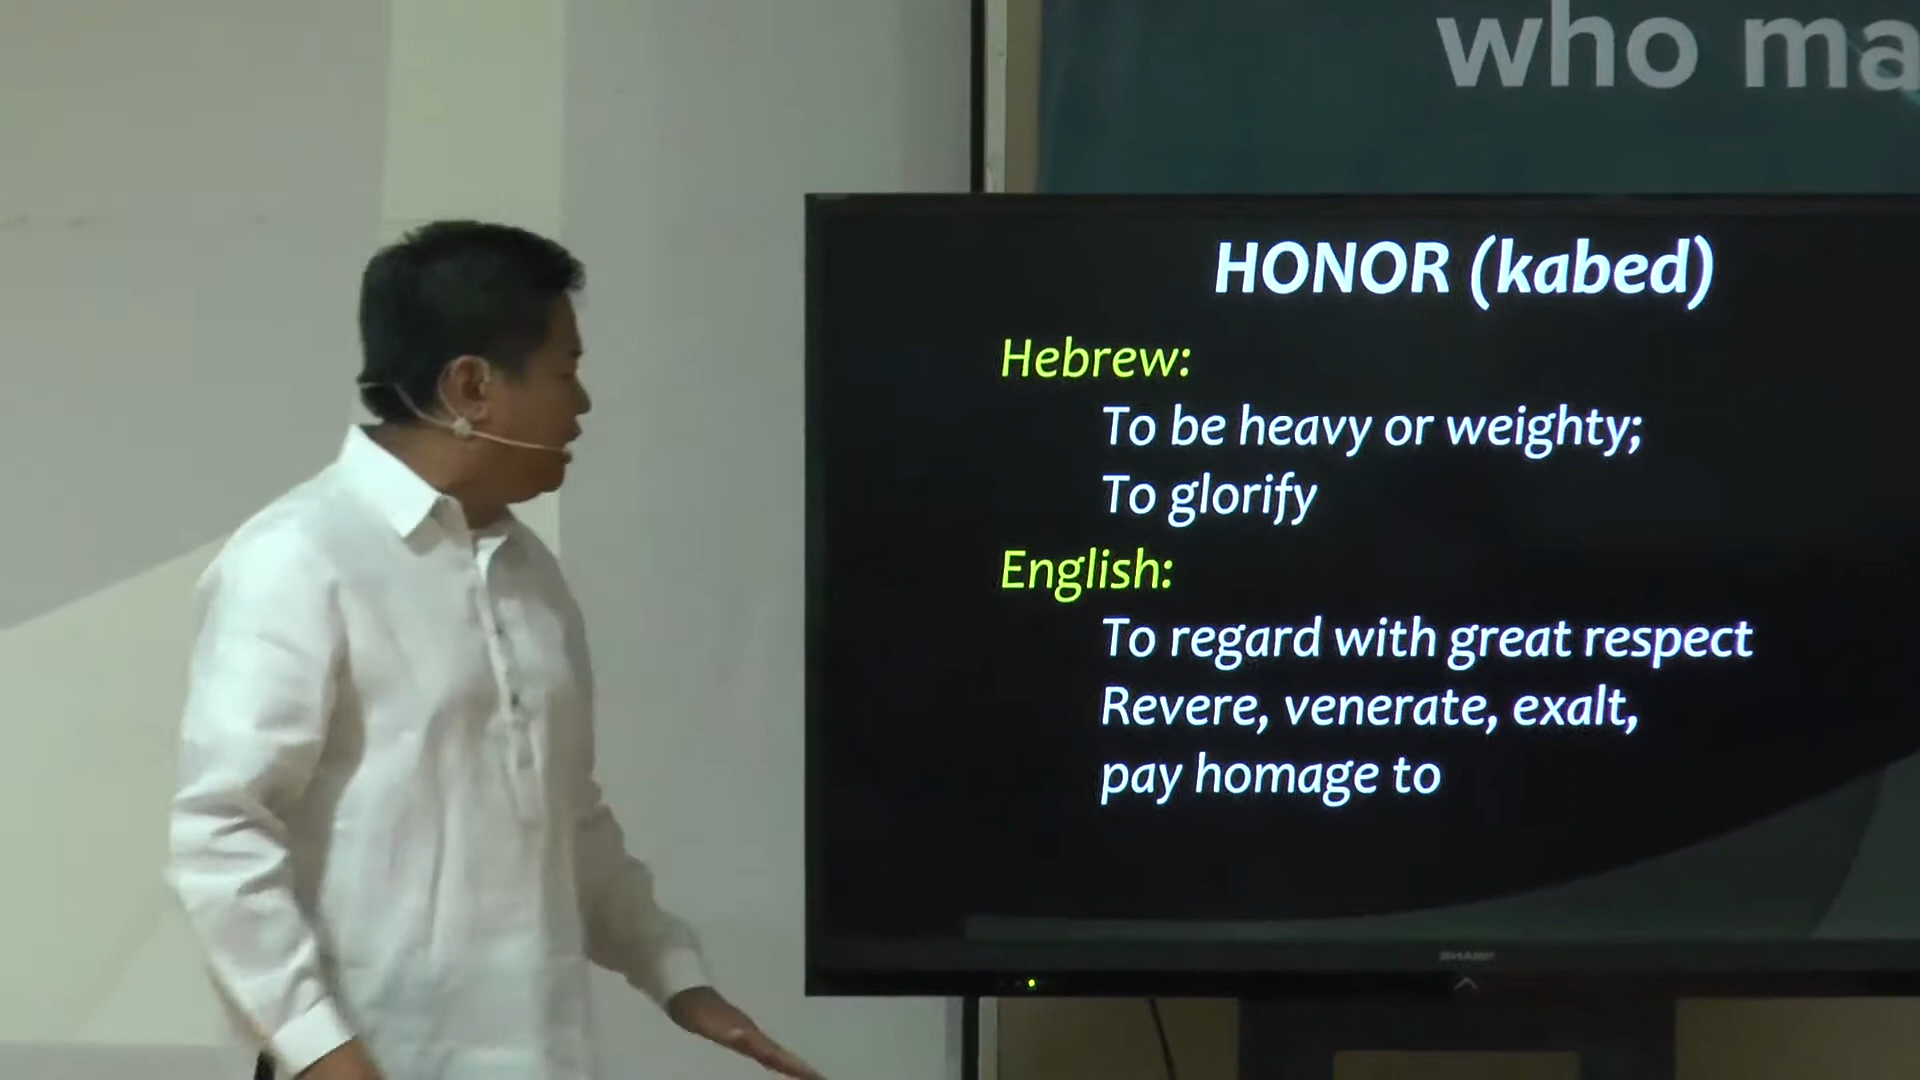 who ma
HONOR (kabed)
Hebrew:
To be heavy or weighty;
To glorify
English:
To regard with great respect
Revere, venerate, exalt,
pay homage to
SHARP